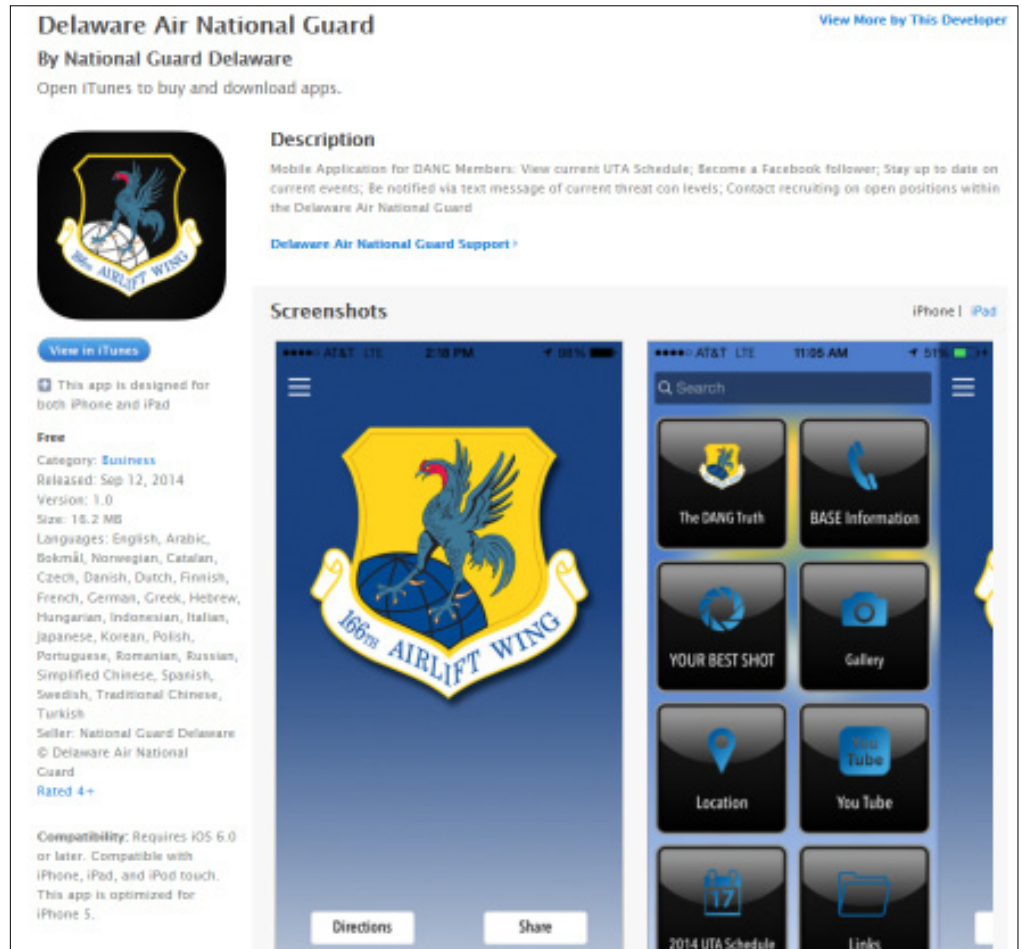 Delaware Air National Guard
View More by This Developer
By National Guard Delaware
Open iTunes to buy and download apps.
166TH AIRLIFT WING
View in iTunes
This app is designed for
both iPhone and iPad
Free
Category: Business
Released: Sep 12, 2014
Version: 1.0
Size: 16.2 MB
Languages: English, Arabic,
Bokmål, Norwegian, Catalan,
Czech, Danish, Dutch, Finnish,
French, German, Greek, Hebrew,
Hungarian, Indonesian, Italian,
Japanese, Korean, Polish,
Portuguese, Romanian, Russian,
Simplified Chinese, Spanish,
Swedish, Traditional Chinese,
Turkish
Seller: National Guard Delaware
© Delaware Air National
Guard
Rated 4+
Compatibility: Requires iOS 6.0
or later. Compatible with
iPhone, iPad, and iPod touch.
This app is optimized for
iPhone 5.
Description
Mobile Application for DANG Members: View current UTA Schedule; Become a Facebook follower; Stay up to date on
current events; Be notified via text message of current threat con levels; Contact recruiting on open positions within
the Delaware Air National Guard
Delaware Air National Guard Support
Screenshots
iPhone | iPad
AT&T LTE 2:18 PM 98%
166TH AIRLIFT WING
Directions
Share
AT&T LTE 11:05 AM 51%
Search
The DANG Truth
BASE Information
YOUR BEST SHOT
Gallery
Location
You
Tube
You Tube
17
2014 UTA Schedule
Links